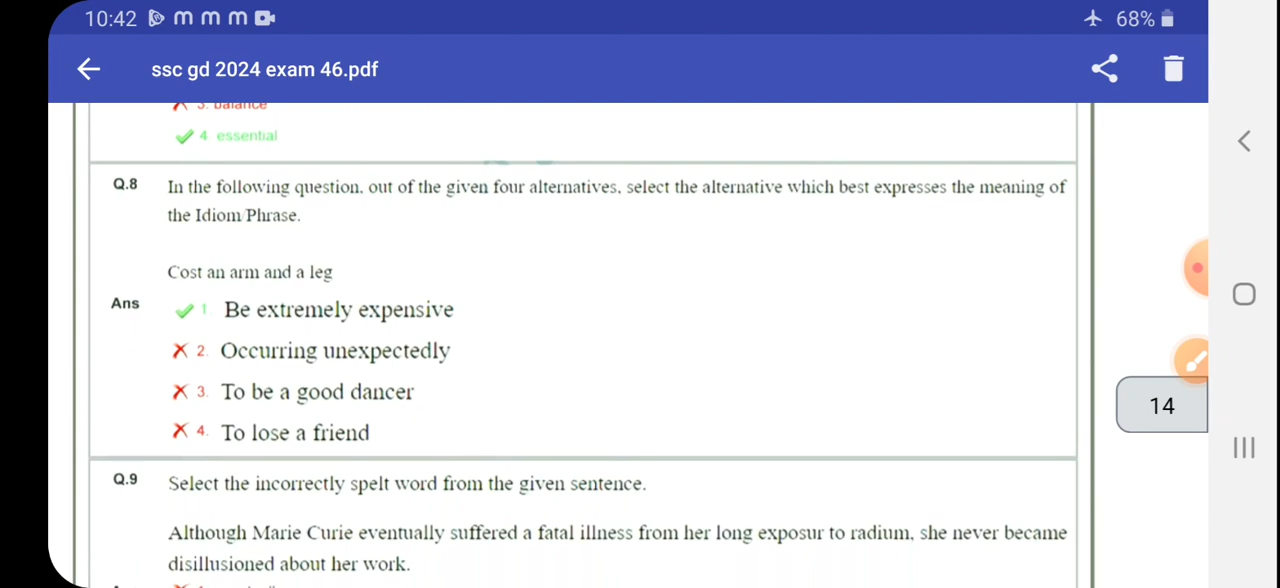 10:42 m m m 68%
ssc gd 2024 exam 46.pdf
3. balance
4 essential
Q.8 In the following question, out of the given four alternatives, select the alternative which best expresses the meaning of
the Idiom/Phrase.
Cost an arm and a leg
Ans 1 Be extremely expensive
2. Occurring unexpectedly
3. To be a good dancer
4. To lose a friend
14
Q.9 Select the incorrectly spelt word from the given sentence.
Although Marie Curie eventually suffered a fatal illness from her long exposur to radium, she never became
disillusioned about her work.